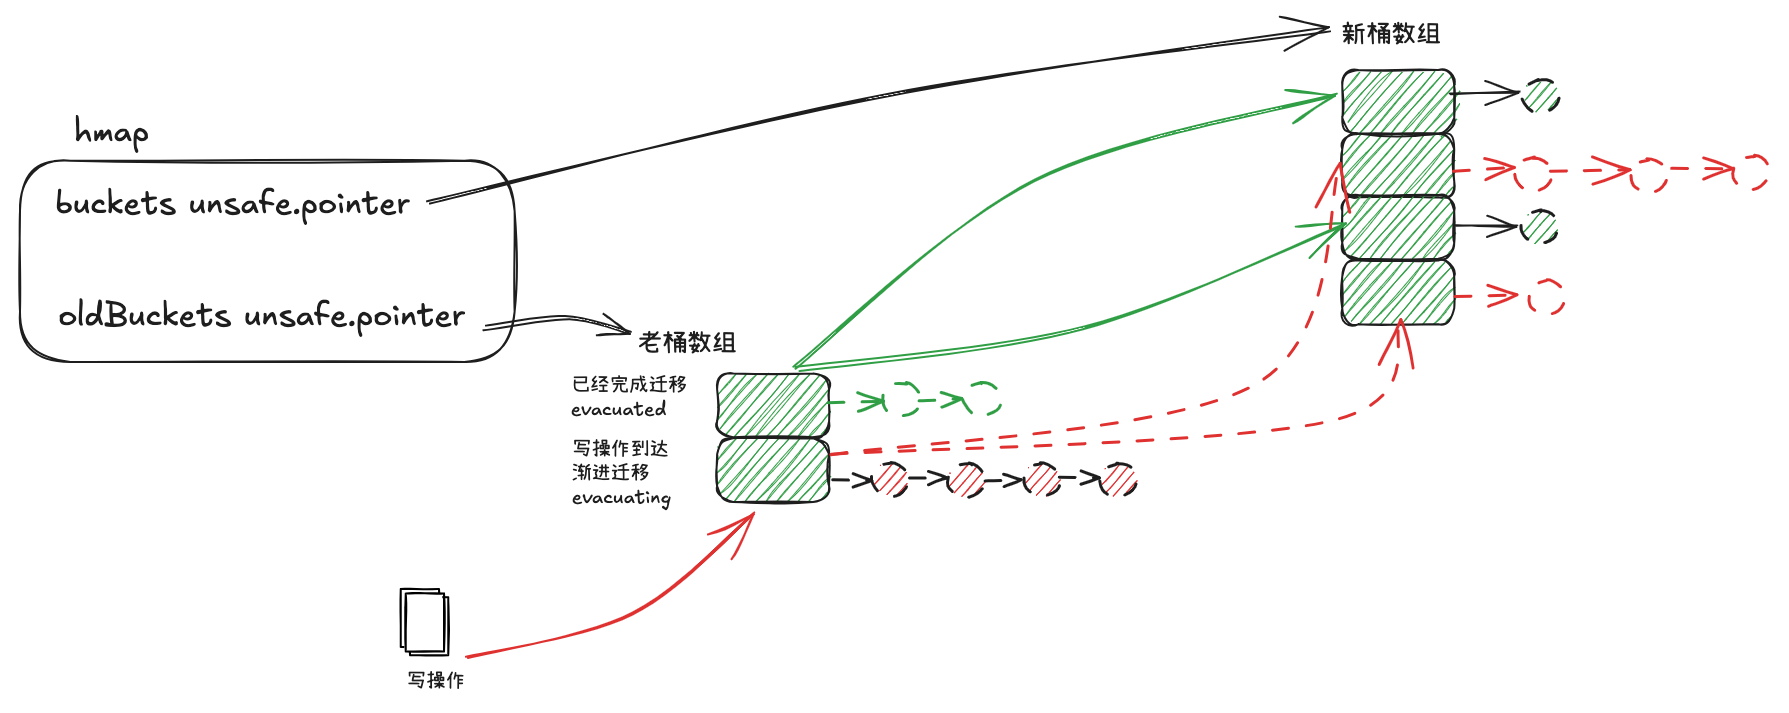 新桶数组
hmap
buckets unsafe.pointer
oldBuckets unsafe.pointer
老桶数组
已经完成迁移
evacuated
写操作到达
渐进迁移
evacuating
写操作